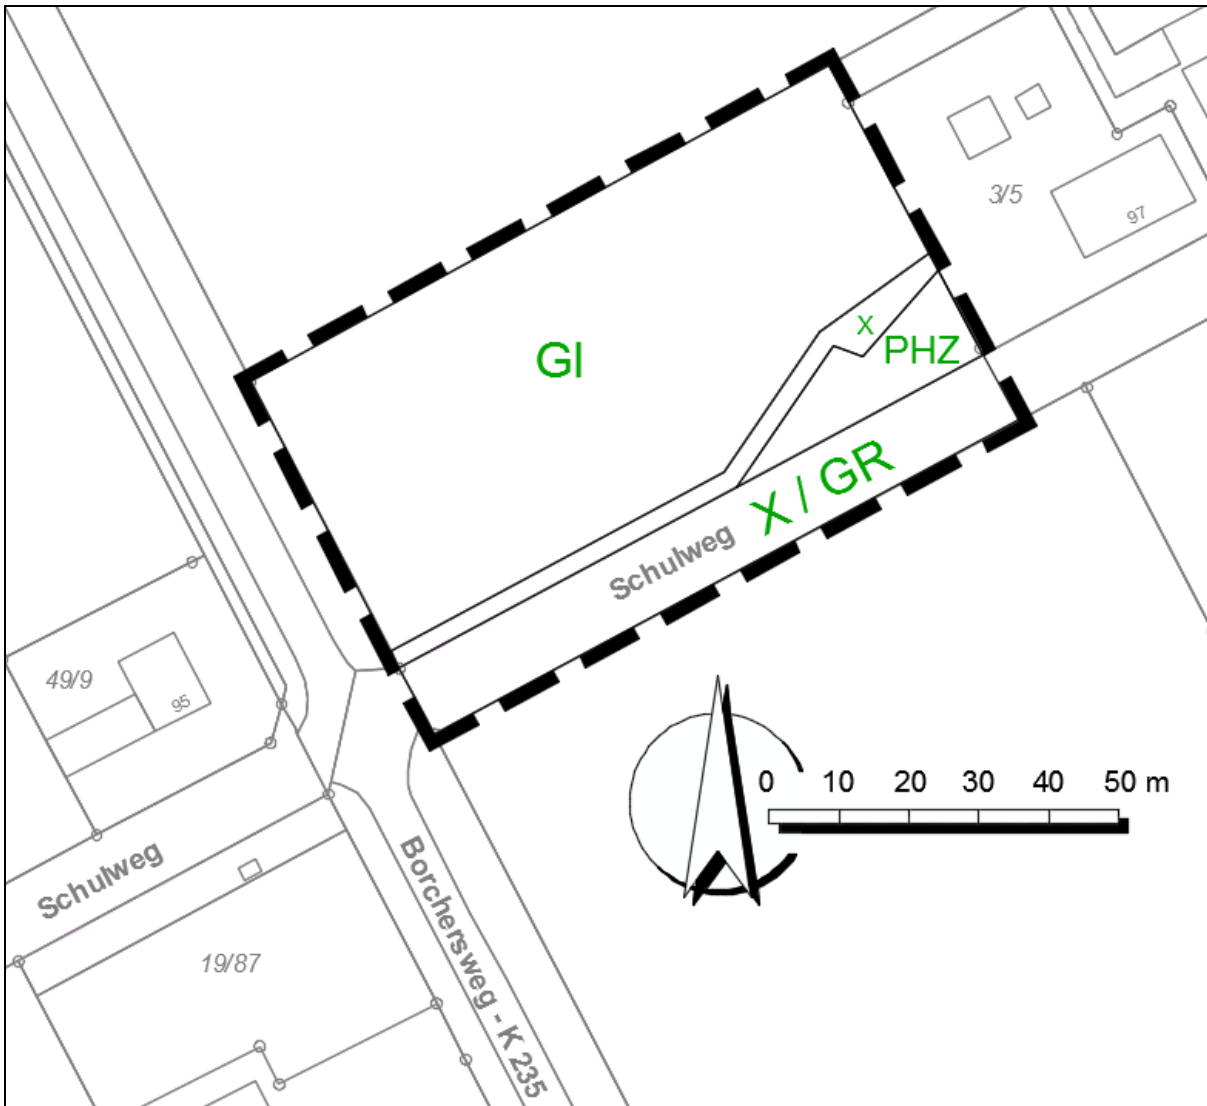 3/5
97
GI
X
PHZ
X / GR
Schulweg
49/9
95
0 10 20 30 40 50 m
Schulweg
Borchersweg - K 235
19/87